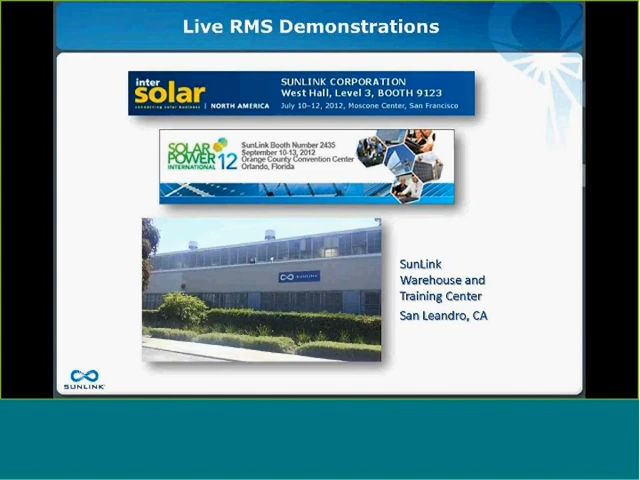 Live RMS Demonstrations
inter
solar
connecting solar business | NORTH AMERICA
SUNLINK CORPORATION
West Hall, Level 3, BOOTH 9123
July 10–12, 2012, Moscone Center, San Francisco
SOLAR
POWER 12
INTERNATIONAL
SunLink Booth Number 2435
September 10-13, 2012
Orange County Convention Center
Orlando, Florida
SUNLINK
SunLink
Warehouse and
Training Center
San Leandro, CA
SUNLINK